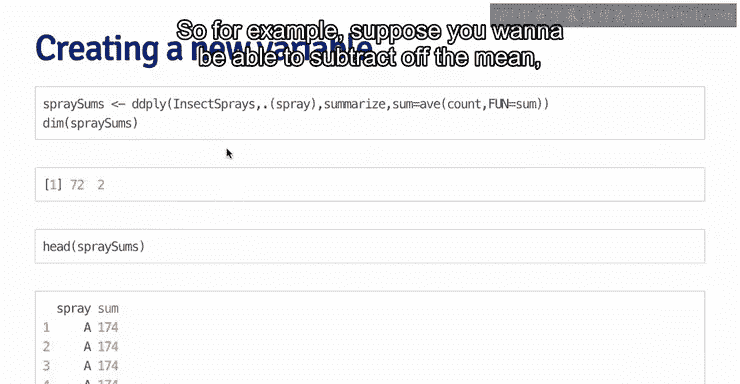 So for example, suppose you wanna
be able to subtract off the mean,
Creating a new variable
spraySums <- ddply(InsectSprays,.(spray),summarize,sum=ave(count,FUN=sum))
dim(spraySums)
[1] 72 2
head(spraySums)
spray sum
1 A 174
2 A 174
3 A 174